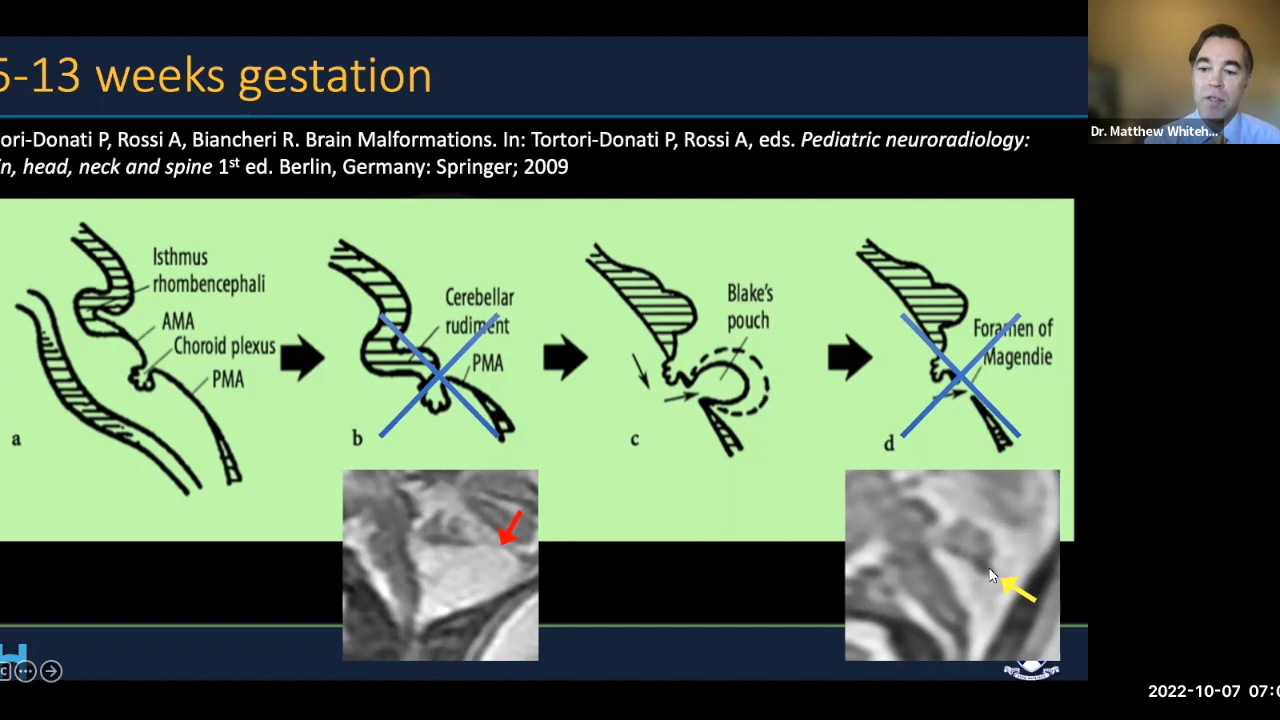 5-13 weeks gestation
ori-Donati P, Rossi A, Biancheri R. Brain Malformations. In: Tortori-Donati P, Rossi A, eds. Pediatric neuroradiology:
n, head, neck and spine 1st ed. Berlin, Germany: Springer; 2009
Dr. Matthew Whiteh...
Isthmus
rhombencephali
AMA
Choroid plexus
PMA
a
Cerebellar
rudiment
PMA
b
Blake's
pouch
c
Foramen of
Magendie
d
2022-10-07 07:0